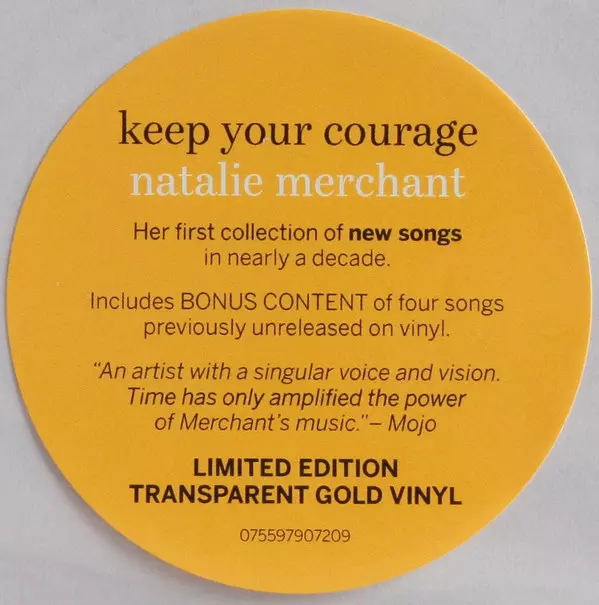 keep your courage
natalie merchant
Her first collection of new songs
in nearly a decade.
Includes BONUS CONTENT of four songs
previously unreleased on vinyl.
“An artist with a singular voice and vision.
Time has only amplified the power
of Merchant’s music.”– Mojo
LIMITED EDITION
TRANSPARENT GOLD VINYL
075597907209